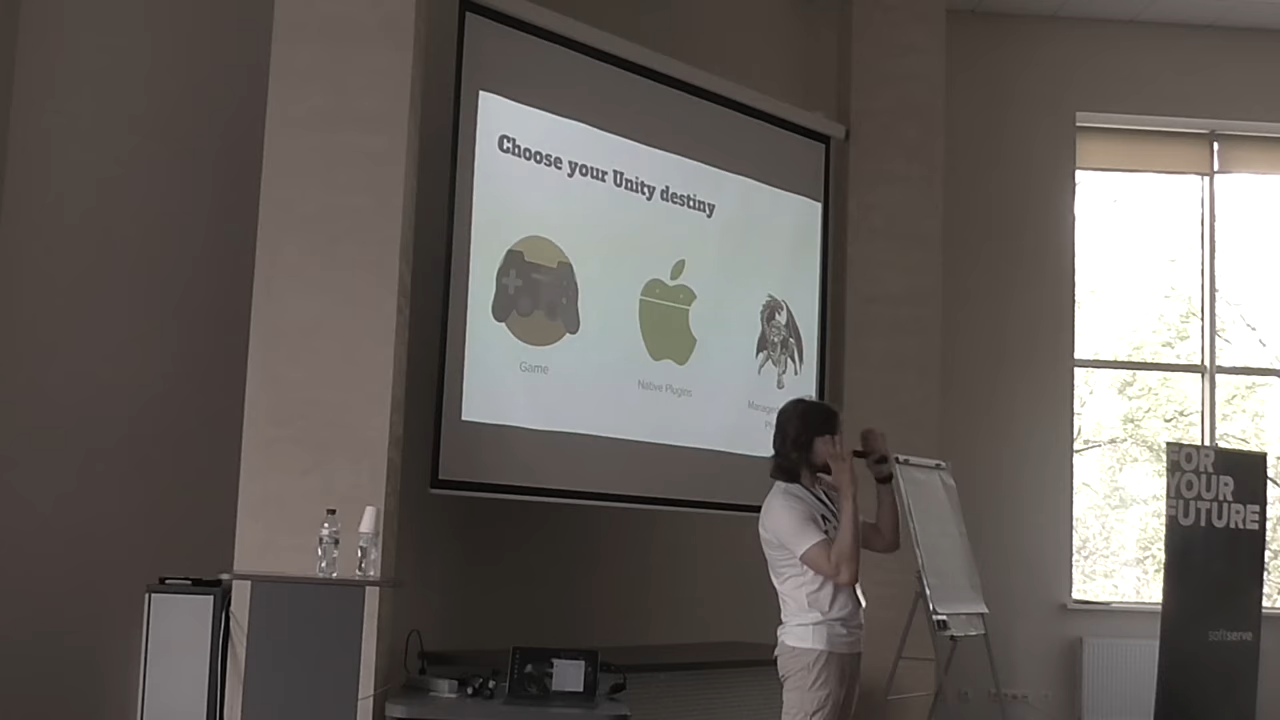 Choose your Unity destiny
Game
Native Plugins
FOR
YOUR
FUTURE
softserve